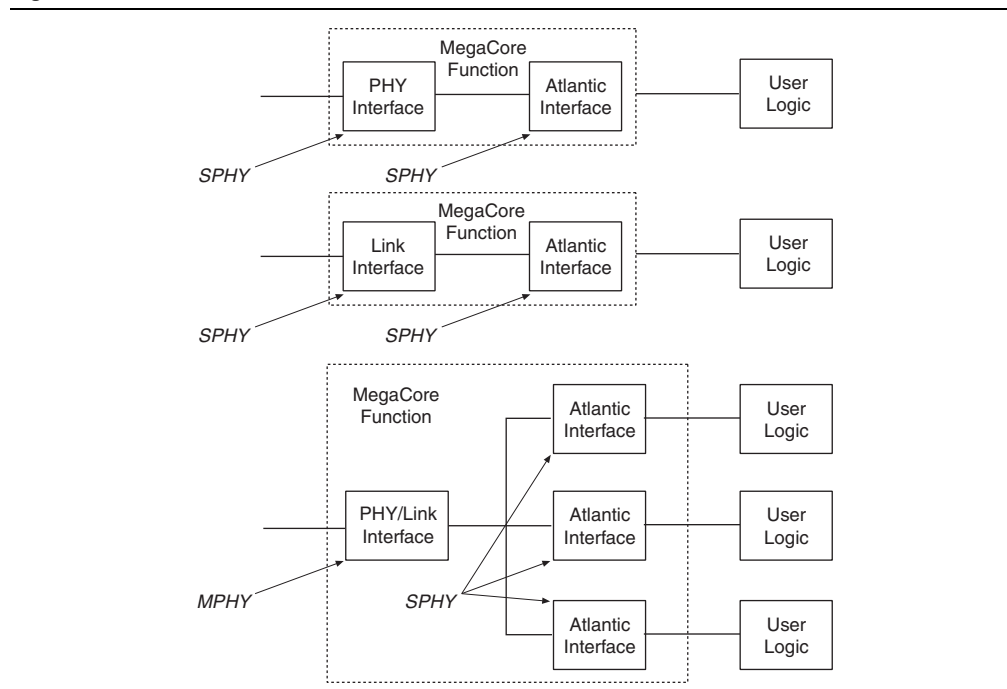 MegaCore
Function
PHY
Interface
Atlantic
Interface
User
Logic
SPHY
SPHY
MegaCore
Function
Link
Interface
Atlantic
Interface
User
Logic
SPHY
SPHY
MegaCore
Function
Atlantic
Interface
User
Logic
PHY/Link
Interface
Atlantic
Interface
User
Logic
MPHY
SPHY
Atlantic
Interface
User
Logic